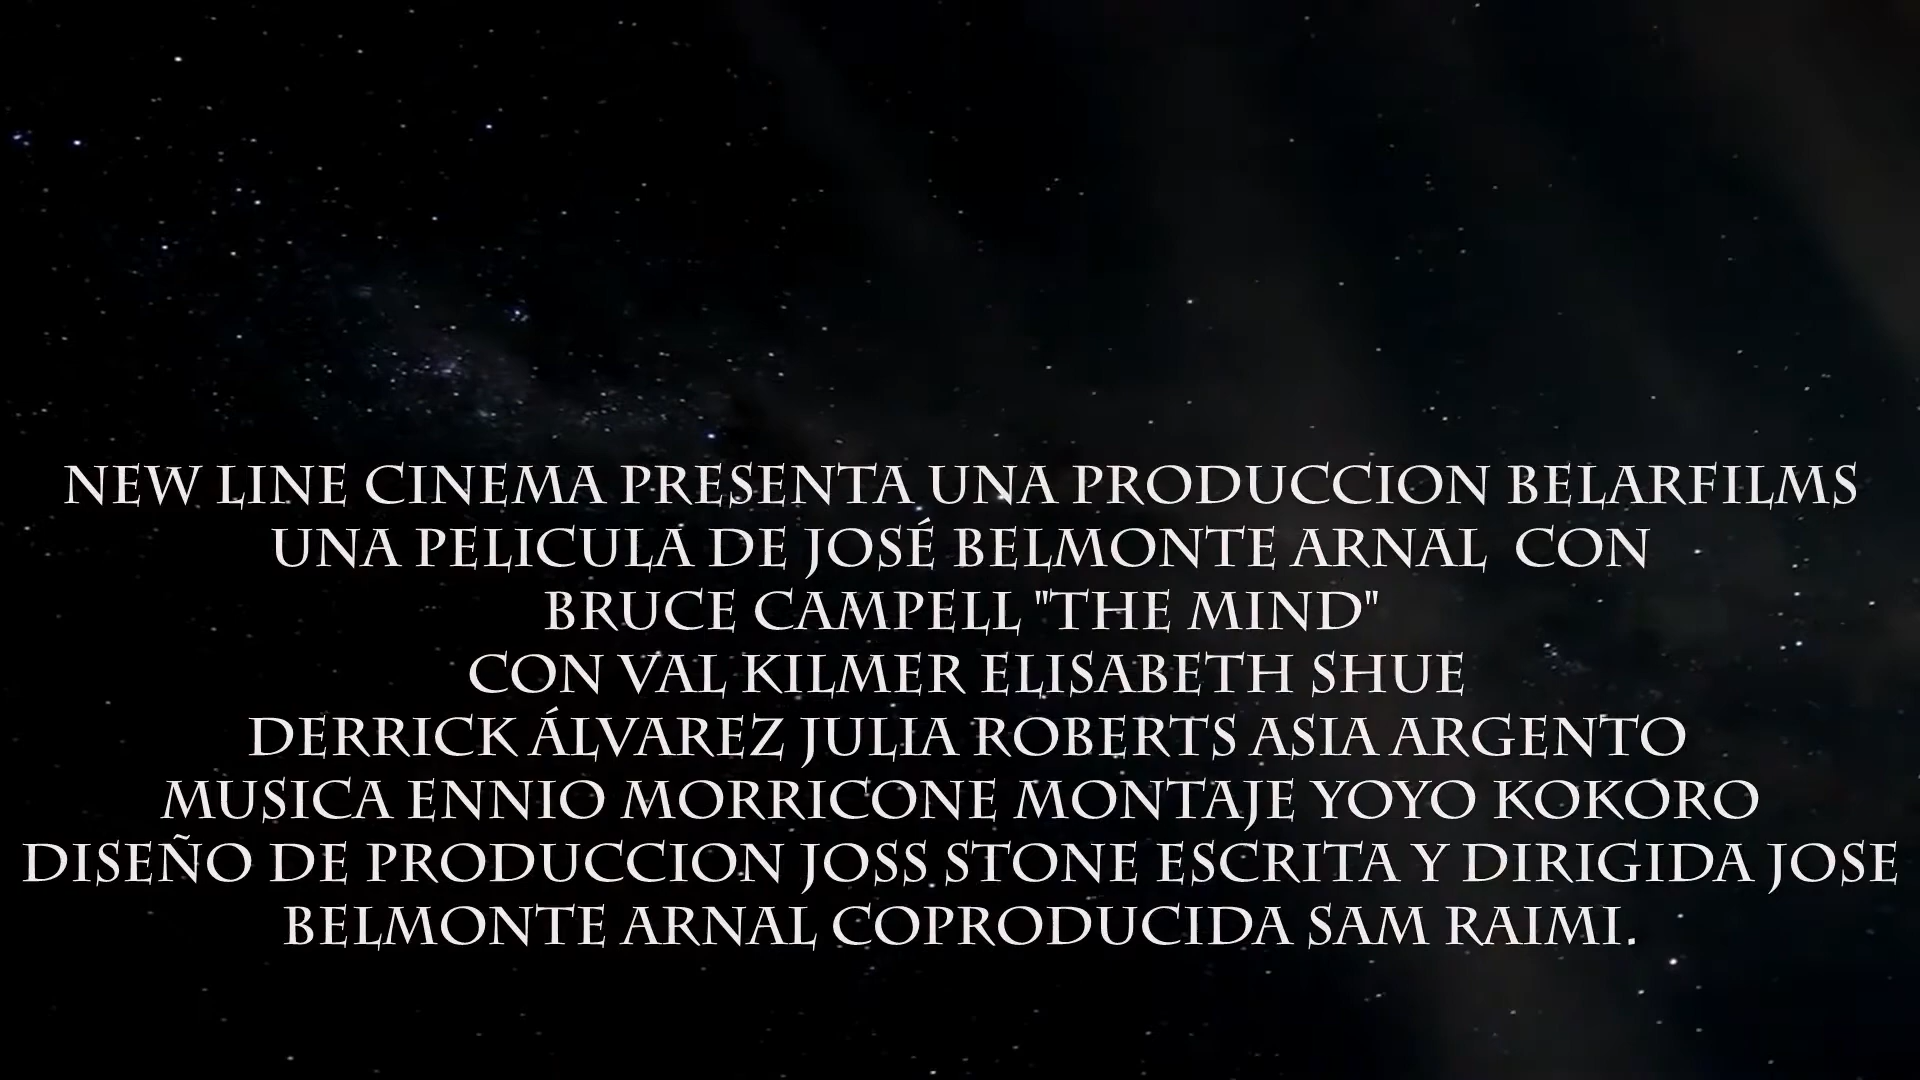 NEW LINE CINEMA PRESENTA UNA PRODUCCION BELARFILMS
UNA PELICULA DE JOSÉ BELMONTE ARNAL CON
BRUCE CAMPELL "THE MIND"
CON VAL KILMER ELISABETH SHUE
DERRICK ÁLVAREZ JULIA ROBERTS ASIA ARGENTO
MUSICA ENNIO MORRICONE MONTAJE YOYO KOKORO
DISEÑO DE PRODUCCION JOSS STONE ESCRITA Y DIRIGIDA JOSE
BELMONTE ARNAL COPRODUCIDA SAM RAIMI.